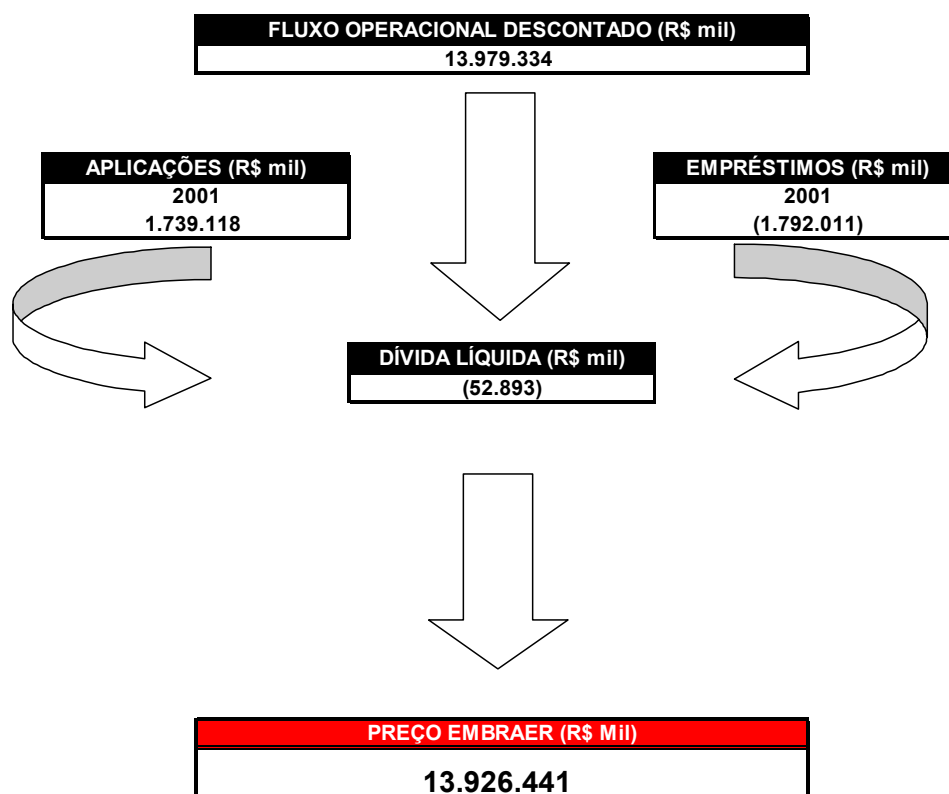 FLUXO OPERACIONAL DESCONTADO (R$ mil)
13.979.334
APLICAÇÕES (R$ mil)
2001
1.739.118
EMPRÉSTIMOS (R$ mil)
2001
(1.792.011)
DÍVIDA LÍQUIDA (R$ mil)
(52.893)
PREÇO EMBRAER (R$ Mil)
13.926.441